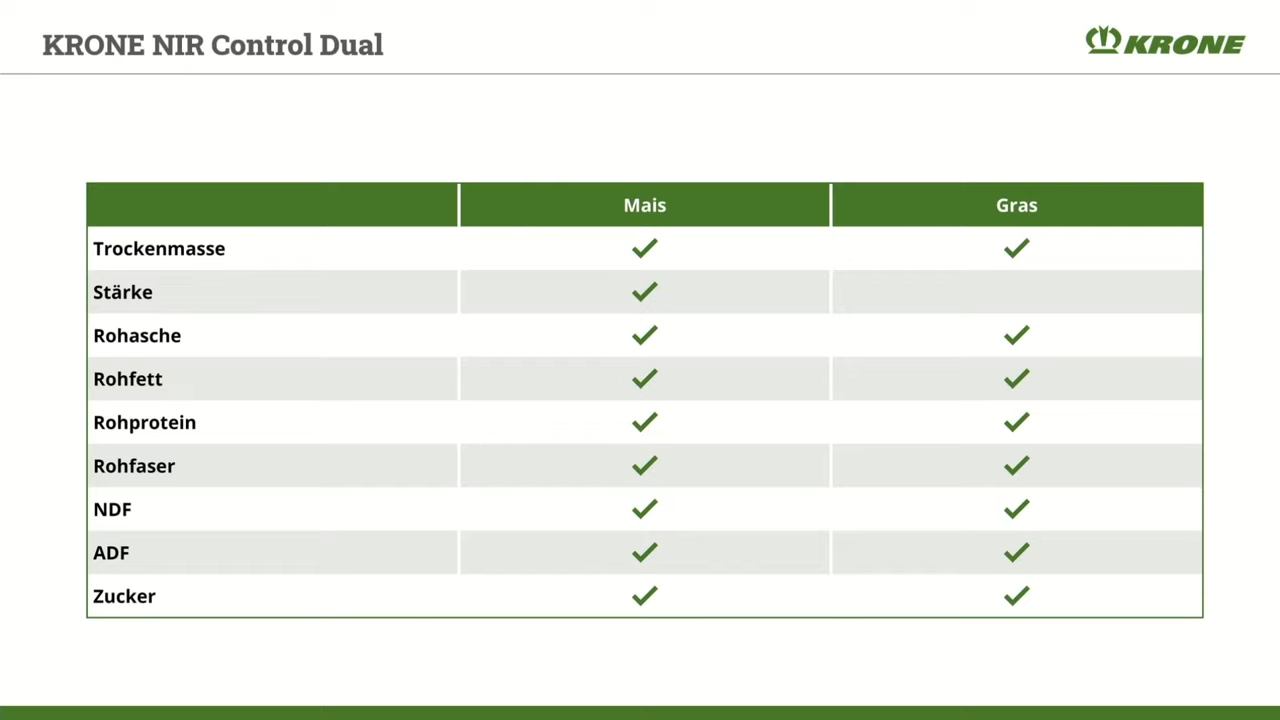 KRONE NIR Control Dual
KRONE
Mais Gras
Trockenmasse ✓ ✓
Stärke ✓
Rohasche ✓ ✓
Rohfett ✓ ✓
Rohprotein ✓ ✓
Rohfaser ✓ ✓
NDF ✓ ✓
ADF ✓ ✓
Zucker ✓ ✓